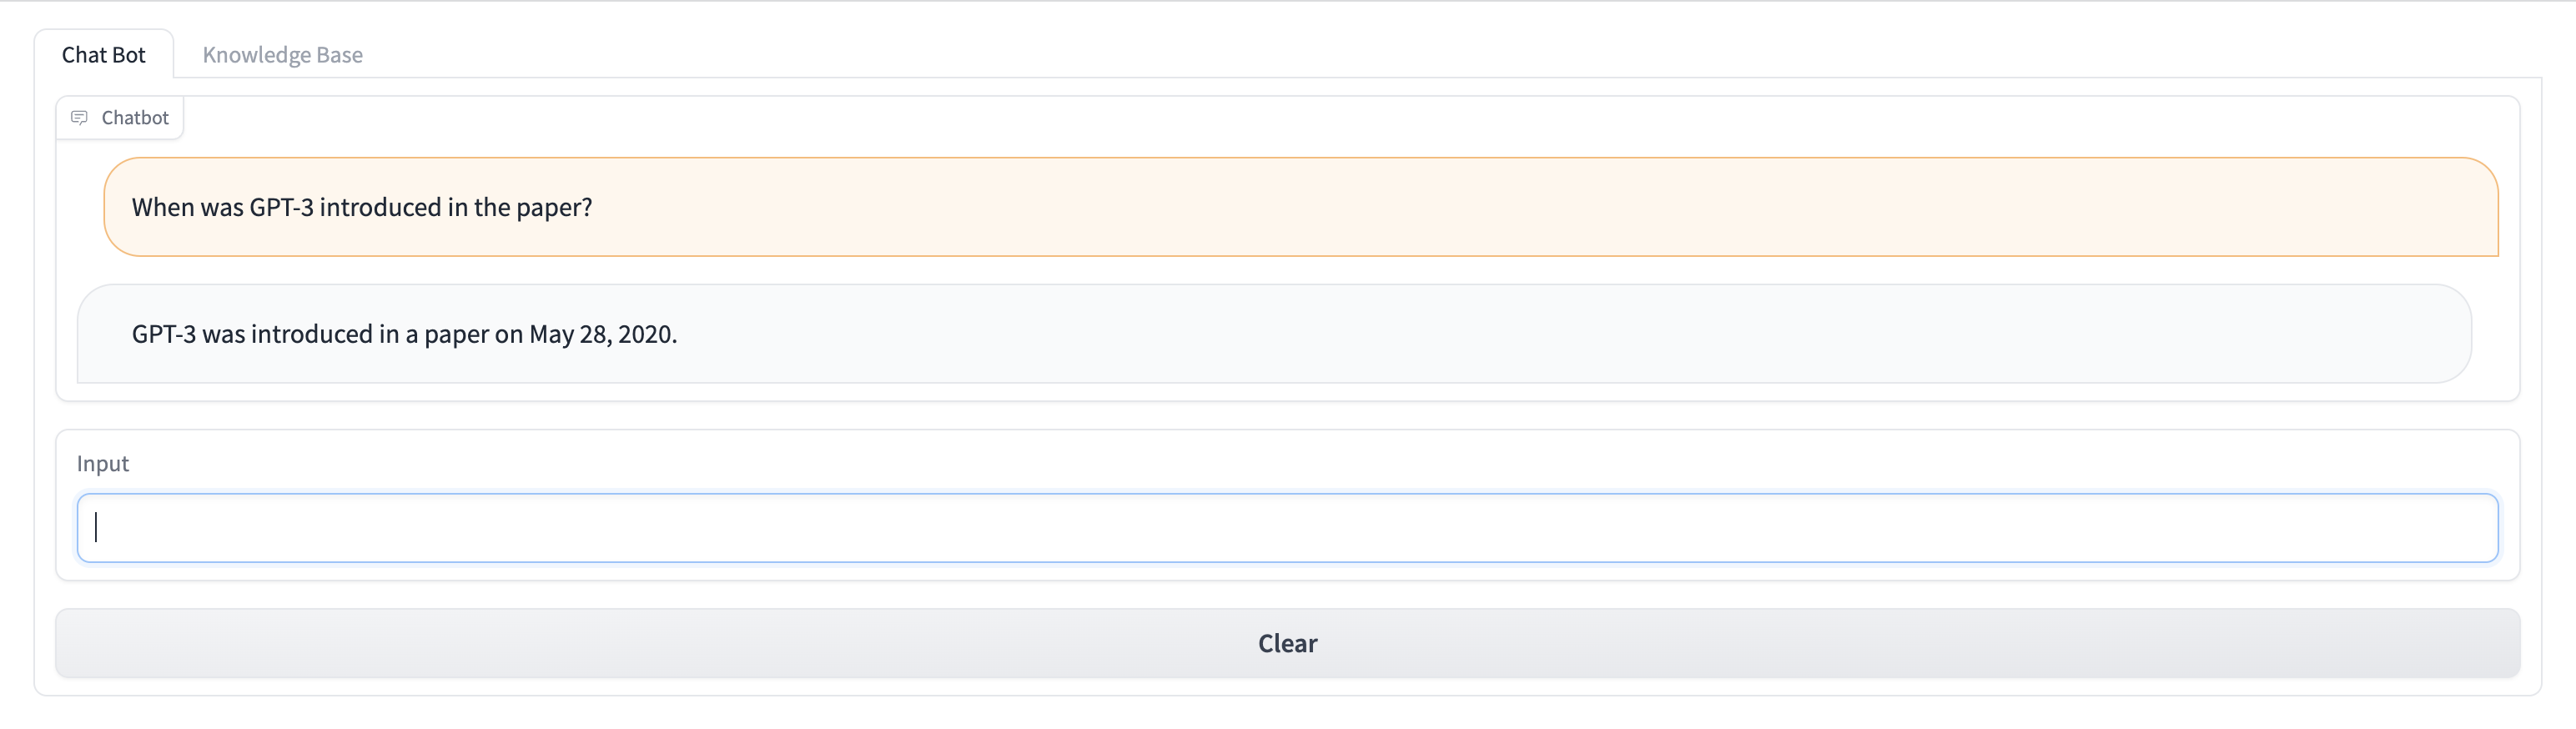 Chat Bot Knowledge Base
Chatbot
When was GPT-3 introduced in the paper?
GPT-3 was introduced in a paper on May 28, 2020.
Input
Clear